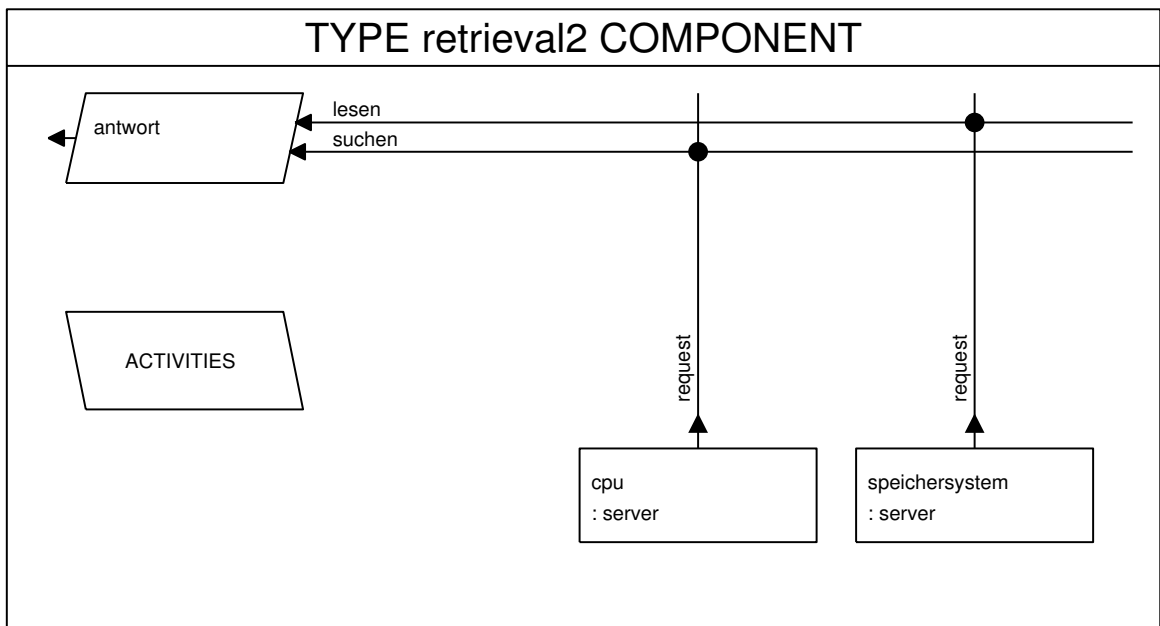 TYPE retrieval2 COMPONENT
lesen
antwort
suchen
ACTIVITIES
request
request
cpu
: server
speichersystem
: server